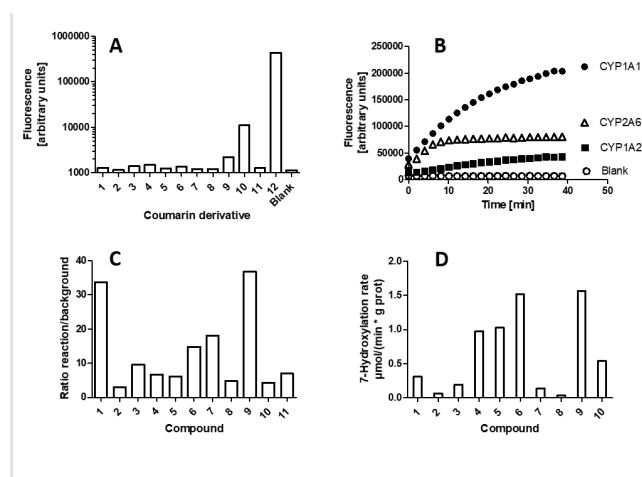 A
Fluorescence
[arbitrary units]
1000000
100000
10000
1000
1 2 3 4 5 6 7 8 9 10 11 12 Blank
Coumarin derivative
B
Fluorescence
[arbitrary units]
250000
200000
150000
100000
50000
0
0 10 20 30 40 50
Time [min]
CYP1A1
CYP2A6
CYP1A2
Blank
C
Ratio reaction/background
40
30
20
10
0
1 2 3 4 5 6 7 8 9 10 11
Compound
D
7-Hydroxylation rate
µmol/(min * g prot)
2.0
1.5
1.0
0.5
0.0
1 2 3 4 5 6 7 8 9 10
Compound